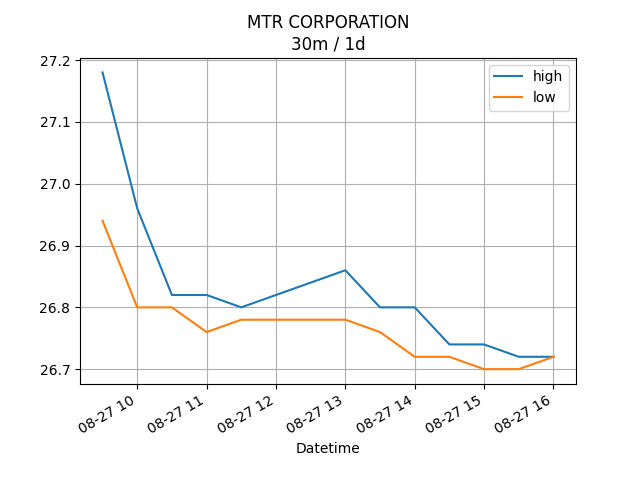 MTR CORPORATION
30m / 1d
27.2
27.1
27.0
26.9
26.8
26.7
high
low
08-27 10
08-27 11
08-27 12
08-27 13
08-27 14
08-27 15
08-27 16
Datetime